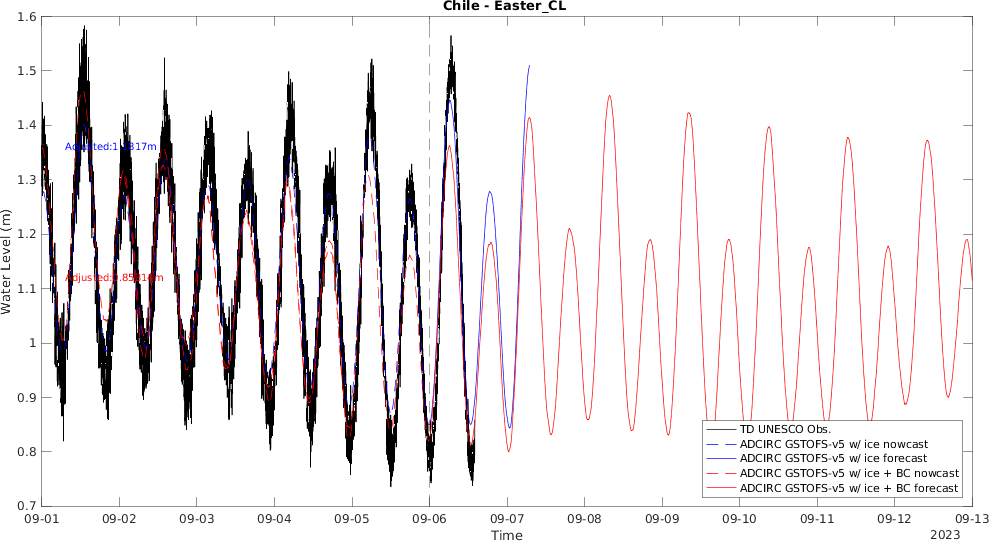 Chile - Easter_CL
Water Level (m)
1.6
1.5
1.4
1.3
1.2
1.1
1
0.9
0.8
0.7
Adjusted:
Adjusted:
TD UNESCO Obs.
ADCIRC GSTOFS-v5 w/ ice nowcast
ADCIRC GSTOFS-v5 w/ ice forecast
ADCIRC GSTOFS-v5 w/ ice + BC nowcast
ADCIRC GSTOFS-v5 w/ ice + BC forecast
09-01 09-02 09-03 09-04 09-05 09-06 09-07 09-08 09-09 09-10 09-11 09-12 09-13
Time
2023